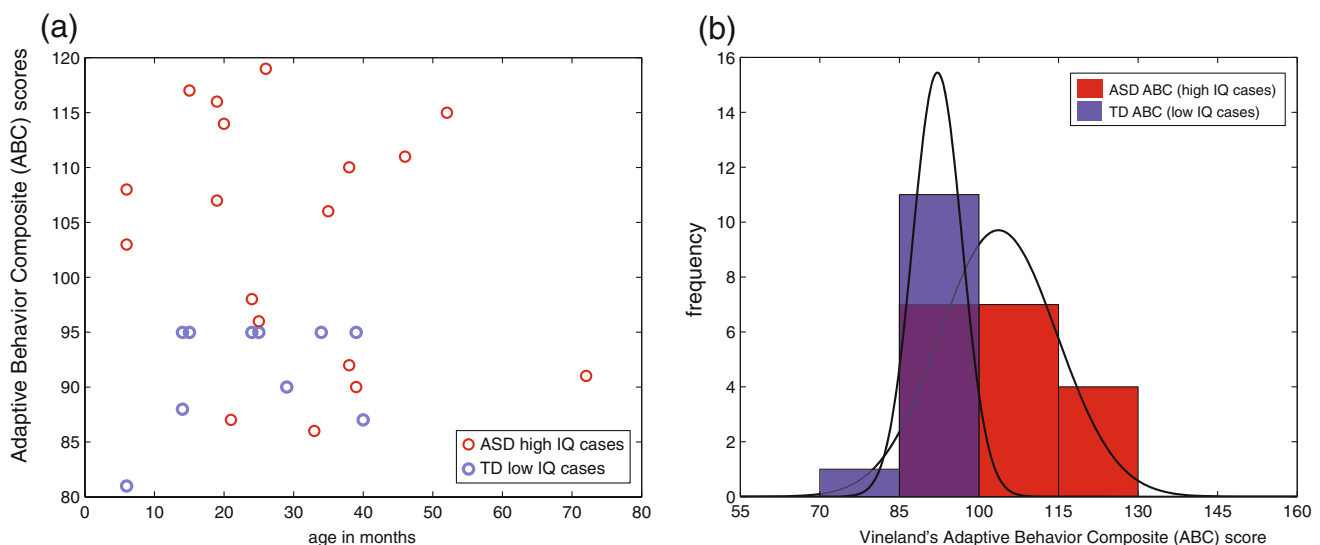 (a)
Adaptive Behavior Composite (ABC) scores
120
115
110
105
100
95
90
85
80
0 10 20 30 40 50 60 70 80
age in months
ASD high IQ cases
TD low IQ cases
(b)
frequency
16
14
12
10
8
6
4
2
0
55 70 85 100 115 130 145 160
Vineland's Adaptive Behavior Composite (ABC) score
ASD ABC (high IQ cases)
TD ABC (low IQ cases)